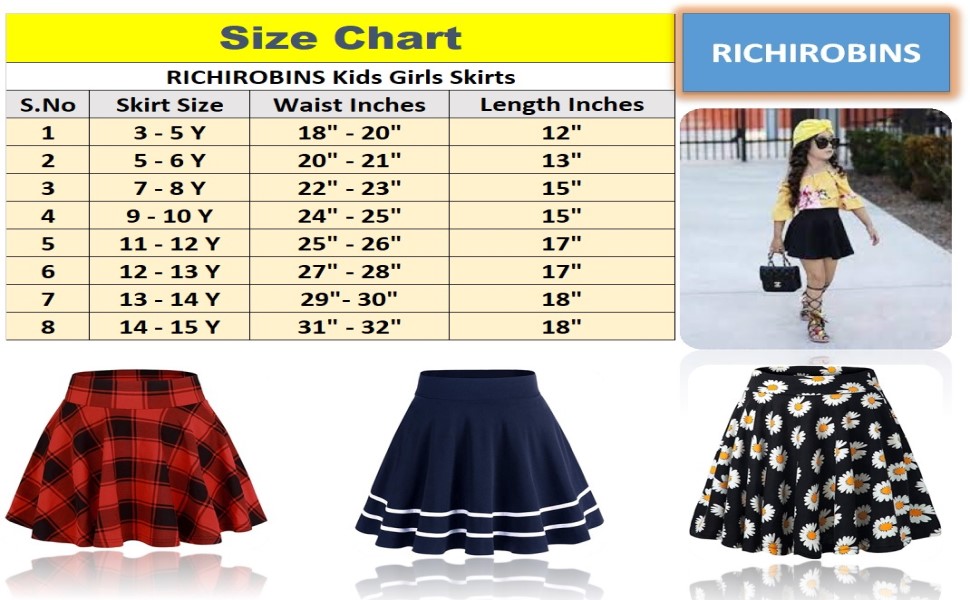 Size Chart
RICHIROBINS
RICHIROBINS Kids Girls Skirts
S.No Skirt Size Waist Inches Length Inches
1 3 - 5 Y 18" - 20" 12"
2 5 - 6 Y 20" - 21" 13"
3 7 - 8 Y 22" - 23" 15"
4 9 - 10 Y 24" - 25" 15"
5 11 - 12 Y 25" - 26" 17"
6 12 - 13 Y 27" - 28" 17"
7 13 - 14 Y 29"- 30" 18"
8 14 - 15 Y 31" - 32" 18"